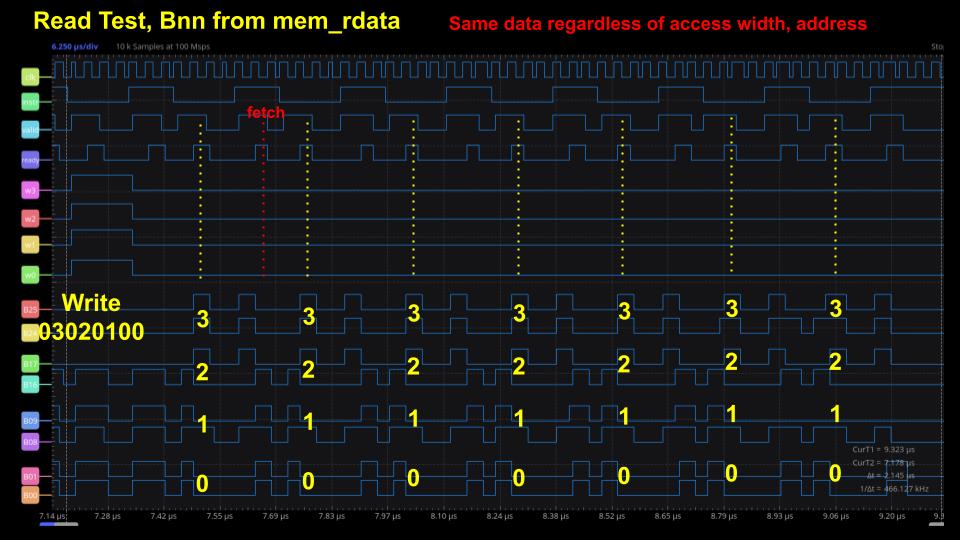 Read Test, Bnn from mem_rdata
Same data regardless of access width, address
6.250 µs/div 10 k Samples at 100 Msps Sto
clk
instr
fetch
valid
ready
w3
w2
w1
w0
Write
03020100
B25
3 3 3 3 3 3 3
B17
B16
2 2 2 2 2 2 2
B09
1 1 1 1 1 1 1
B08
CurT1 = 9.323 µs
CurT2 = 7.178 µs
Δt = 2.145 µs
1/Δt = 466.127 kHz
B01
0 0 0 0 0 0 0
B00
7.14 µs 7.28 µs 7.42 µs 7.55 µs 7.69 µs 7.83 µs 7.97 µs 8.10 µs 8.24 µs 8.38 µs 8.52 µs 8.65 µs 8.79 µs 8.93 µs 9.06 µs 9.20 µs 9.3